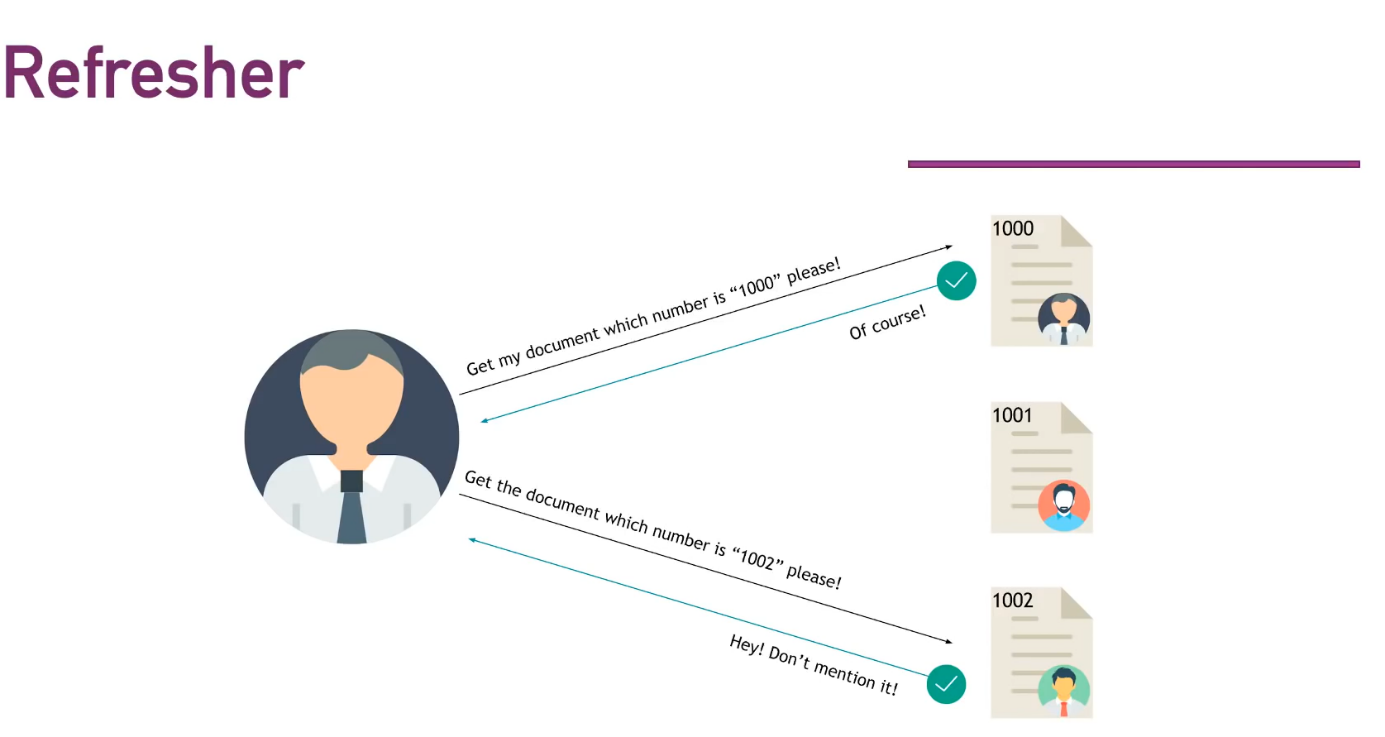 Refresher
1000
Get my document which number is “1000” please!
Of course!
1001
Get the document which number is “1002” please!
1002
Hey! Don’t mention it!